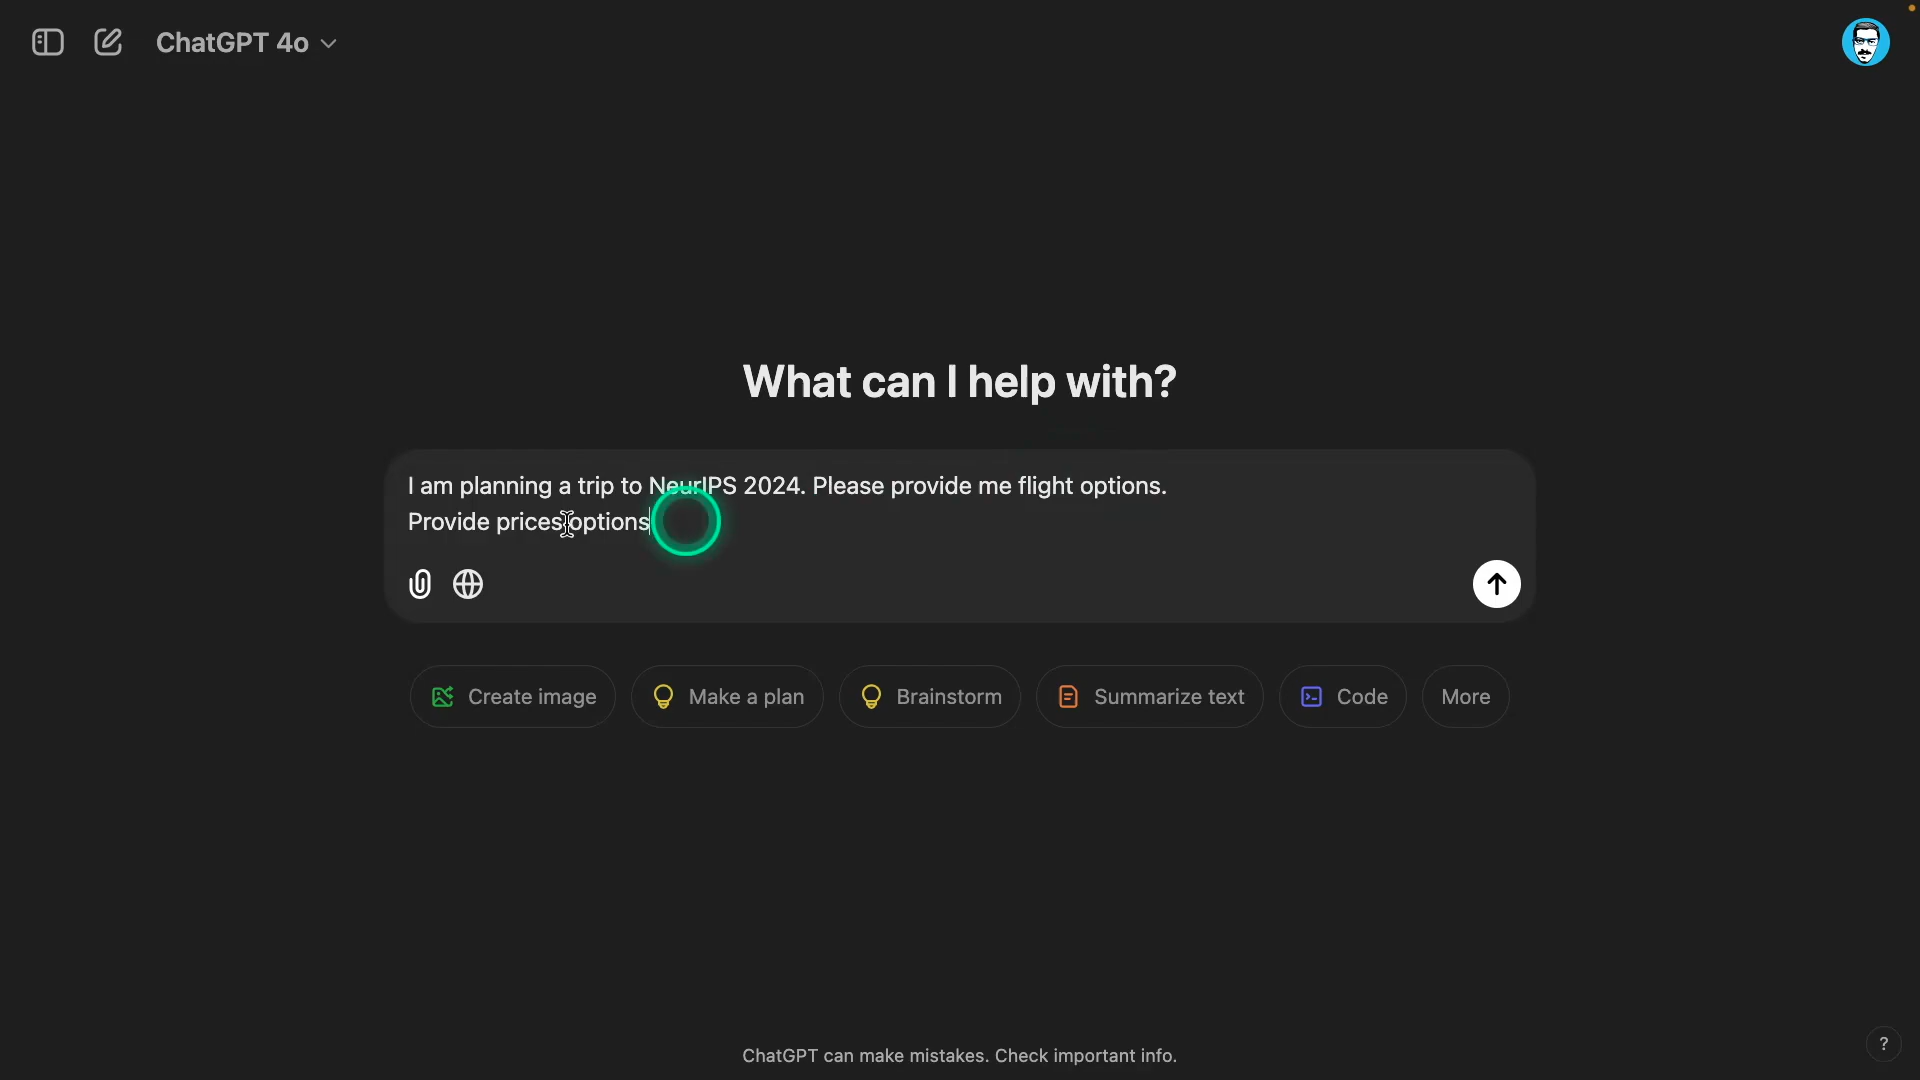 ChatGPT 4o
What can I help with?
I am planning a trip to NeurIPS 2024. Please provide me flight options.
Provide prices options
Create image
Make a plan
Brainstorm
Summarize text
Code
More
ChatGPT can make mistakes. Check important info.
?